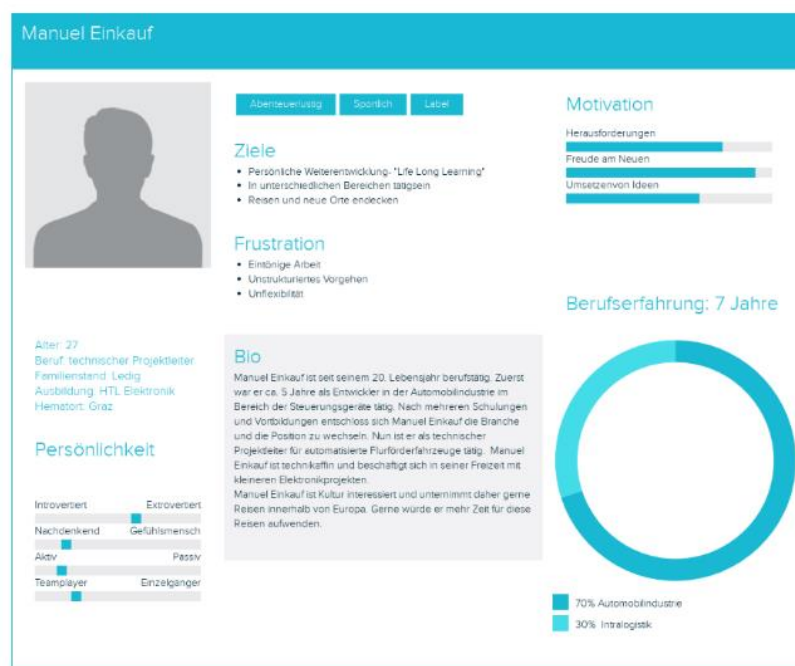 Manuel Einkauf
Abenteuerlustig
Sportlich
Label
Ziele
• Persönliche Weiterentwicklung- "Life Long Learning"
• In unterschiedlichen Bereichen tätigsein
• Reisen und neue Orte endecken
Frustration
• Eintönige Arbeit
• Unstrukturiertes Vorgehen
• Unflexibilität
Motivation
Herausforderungen
Freude am Neuen
Umsetzenvon Ideen
Alter: 27
Beruf: technischer Projektleiter
Familienstand: Ledig
Ausbildung: HTL Elektronik
Hematort: Graz
Persönlichkeit
Introvertiert Extrovertiert
Nachdenkend Gefühlsmensch
Aktiv Passiv
Teamplayer Einzelgänger
Bio
Manuel Einkauf ist seit seinem 20. Lebensjahr berufstätig. Zuerst
war er ca. 5 Jahre als Entwickler in der Automobilindustrie im
Bereich der Steuerungsgeräte tätig. Nach mehreren Schulungen
und Vortbildungen entschloss sich Manuel Einkauf die Branche
und die Position zu wechseln. Nun ist er als technischer
Projektleiter für automatisierte Flurförderfahrzeuge tätig. Manuel
Einkauf ist technikaffin und beschäftigt sich in seiner Freizeit mit
kleineren Elektronikprojekten.
Manuel Einkauf ist Kultur interessiert und unternimmt daher gerne
Reisen innerhalb von Europa. Gerne würde er mehr Zeit für diese
Reisen aufwenden.
Berufserfahrung: 7 Jahre
70% Automobilindustrie
30% Intralogistik